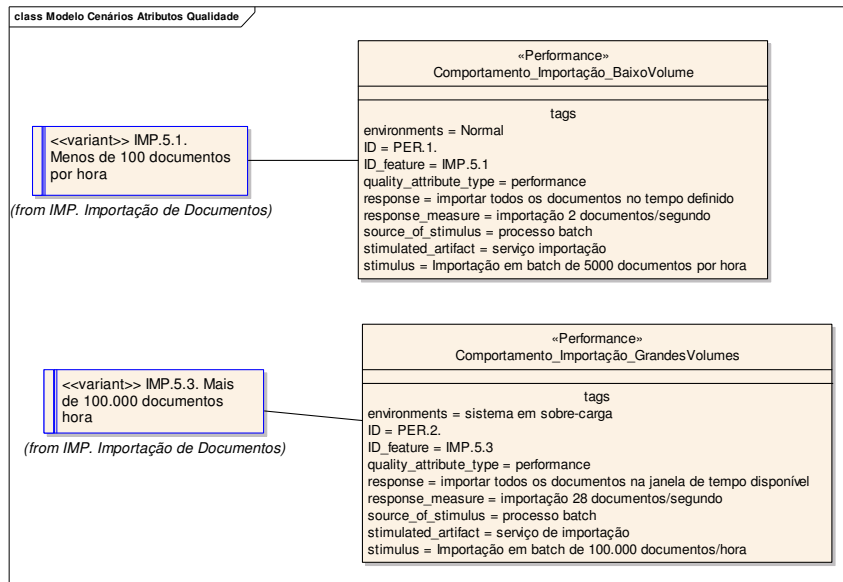 class Modelo Cenários Atributos Qualidade
«Performance»
Comportamento_Importação_BaixoVolume
tags
environments = Normal
ID = PER.1.
ID_feature = IMP.5.1
quality_attribute_type = performance
response = importar todos os documentos no tempo definido
response_measure = importação 2 documentos/segundo
source_of_stimulus = processo batch
stimulated_artifact = serviço importação
stimulus = Importação em batch de 5000 documentos por hora
<<variant>> IMP.5.1.
Menos de 100 documentos
por hora
(from IMP. Importação de Documentos)
«Performance»
Comportamento_Importação_GrandesVolumes
tags
environments = sistema em sobre-carga
ID = PER.2.
ID_feature = IMP.5.3
quality_attribute_type = performance
response = importar todos os documentos na janela de tempo disponível
response_measure = importação 28 documentos/segundo
source_of_stimulus = processo batch
stimulated_artifact = serviço de importação
stimulus = Importação em batch de 100.000 documentos/hora
<<variant>> IMP.5.3. Mais
de 100.000 documentos
hora
(from IMP. Importação de Documentos)